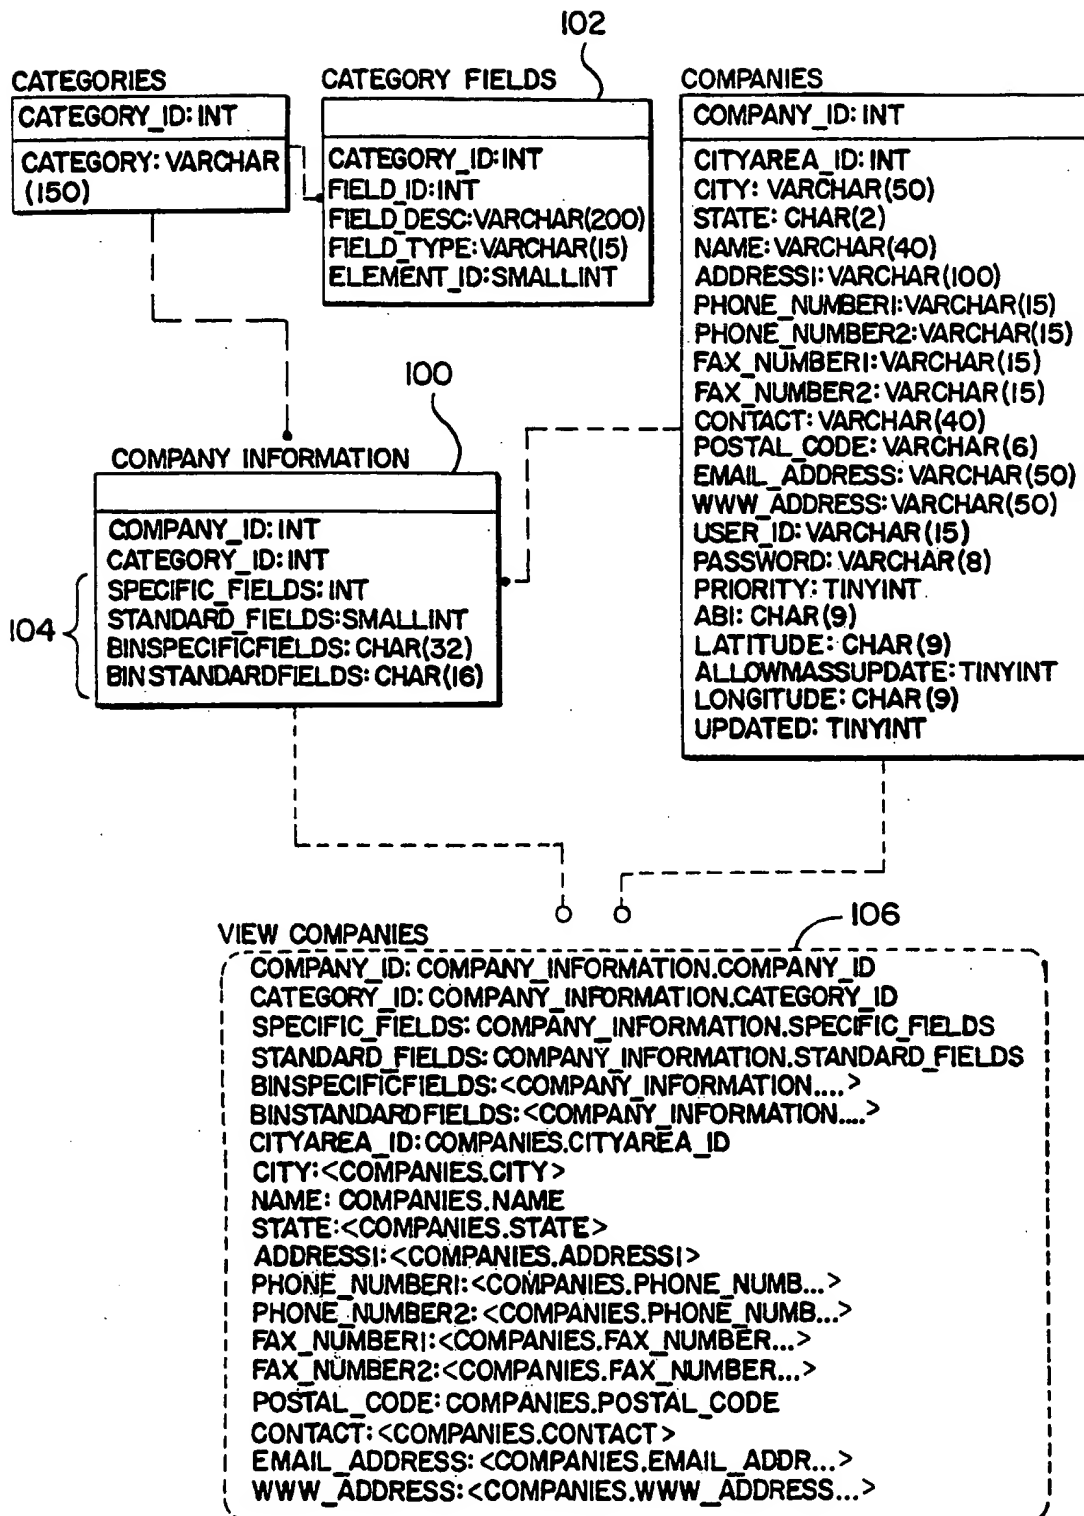 102
CATEGORIES
CATEGORY_ID: INT
CATEGORY: VARCHAR
(150)
CATEGORY FIELDS
CATEGORY_ID:INT
FIELD_ID:INT
FIELD_DESC:VARCHAR(200)
FIELD_TYPE:VARCHAR(15)
ELEMENT_ID:SMALLINT
COMPANIES
COMPANY_ID: INT
CITYAREA_ID: INT
CITY: VARCHAR(50)
STATE: CHAR(2)
NAME: VARCHAR(40)
ADDRESS1: VARCHAR(100)
PHONE_NUMBER1: VARCHAR(15)
PHONE_NUMBER2: VARCHAR(15)
FAX_NUMBER1: VARCHAR(15)
FAX_NUMBER2: VARCHAR(15)
CONTACT: VARCHAR(40)
POSTAL_CODE: VARCHAR(6)
EMAIL_ADDRESS: VARCHAR(50)
WWW_ADDRESS: VARCHAR(50)
USER_ID: VARCHAR(15)
PASSWORD: VARCHAR(8)
PRIORITY: TINYINT
ABI: CHAR(9)
LATITUDE: CHAR(9)
ALLOWMASSUPDATE: TINYINT
LONGITUDE: CHAR(9)
UPDATED: TINYINT
100
COMPANY INFORMATION
COMPANY_ID: INT
CATEGORY_ID: INT
SPECIFIC_FIELDS: INT
STANDARD_FIELDS:SMALLINT
BINSPECIFICFIELDS: CHAR(32)
BINSTANDARDFIELDS: CHAR(16)
104
106
VIEW COMPANIES
COMPANY_ID: COMPANY_INFORMATION.COMPANY_ID
CATEGORY_ID: COMPANY_INFORMATION.CATEGORY_ID
SPECIFIC_FIELDS: COMPANY_INFORMATION.SPECIFIC_FIELDS
STANDARD_FIELDS: COMPANY_INFORMATION.STANDARD_FIELDS
BINSPECIFICFIELDS:<COMPANY_INFORMATION....>
BINSTANDARDFIELDS:<COMPANY_INFORMATION....>
CITYAREA_ID: COMPANIES.CITYAREA_ID
CITY:<COMPANIES.CITY>
NAME: COMPANIES.NAME
STATE:<COMPANIES.STATE>
ADDRESS1:<COMPANIES.ADDRESS1>
PHONE_NUMBER1:<COMPANIES.PHONE_NUMB...>
PHONE_NUMBER2:<COMPANIES.PHONE_NUMB...>
FAX_NUMBER1:<COMPANIES.FAX_NUMBER...>
FAX_NUMBER2:<COMPANIES.FAX_NUMBER...>
POSTAL_CODE: COMPANIES.POSTAL_CODE
CONTACT:<COMPANIES.CONTACT>
EMAIL_ADDRESS:<COMPANIES.EMAIL_ADDR...>
WWW_ADDRESS:<COMPANIES.WWW_ADDRESS...>